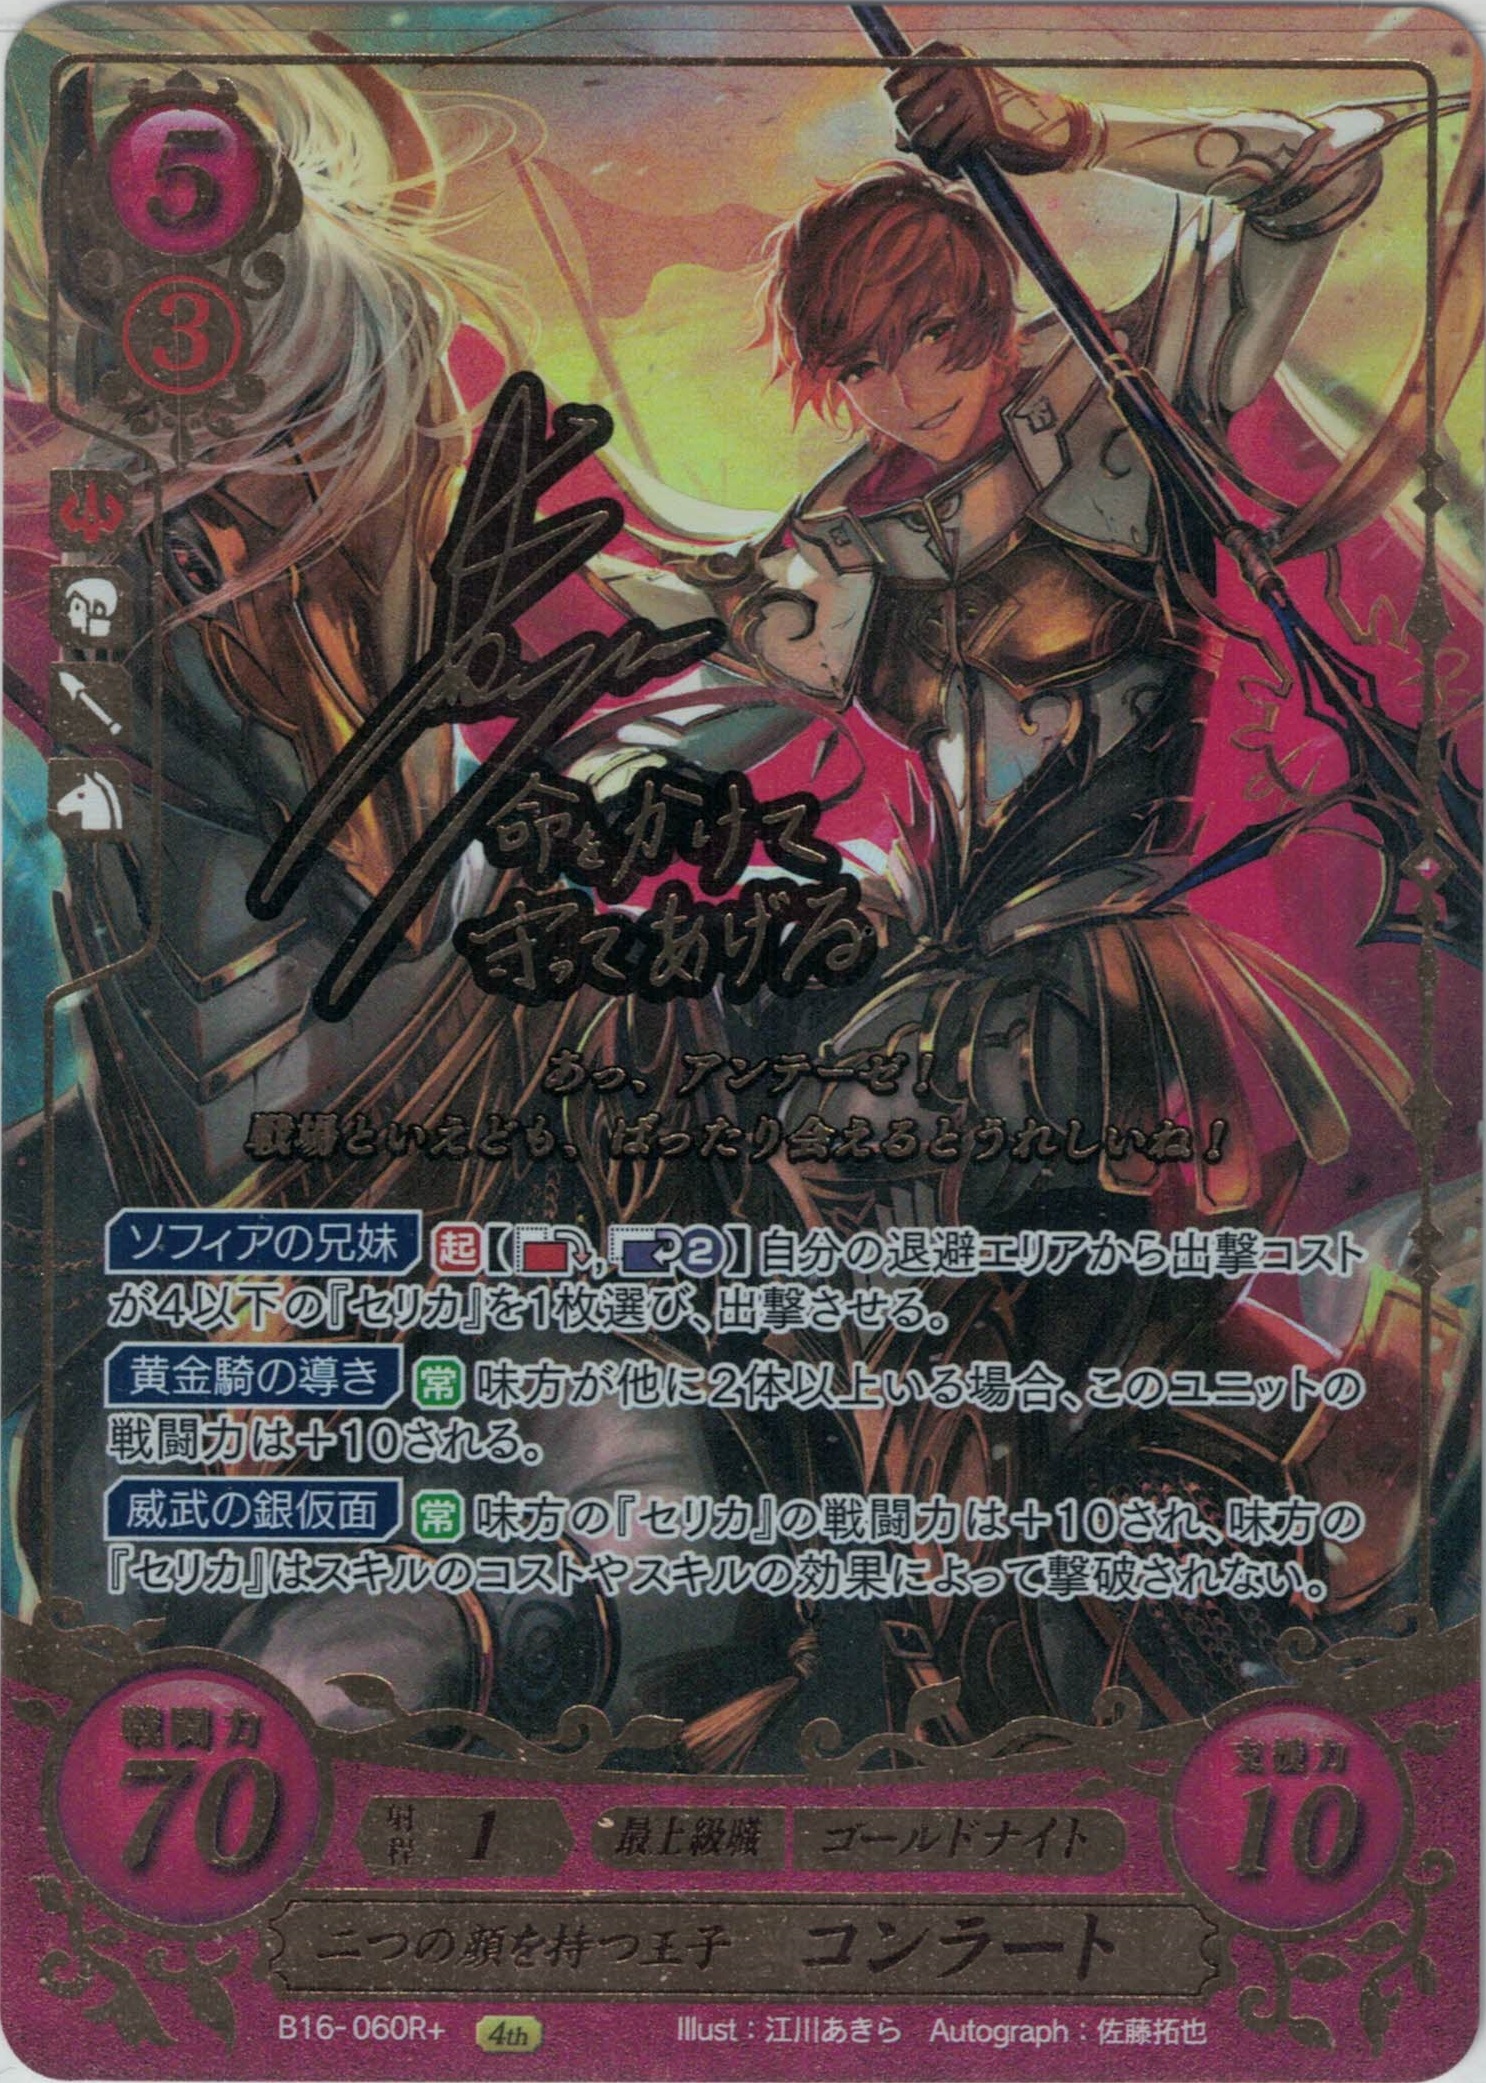 5
3
命をかけて
守ってあげる
あっ、アンテーゼ！
戦場といえども、ばったり会えるとうれしいね！
ソフィアの兄妹 起【 , 2】自分の退避エリアから出撃コスト
が4以下の『セリカ』を1枚選び、出撃させる。
黄金騎の導き 常 味方が他に2体以上いる場合、このユニットの
戦闘力は＋10される。
威武の銀仮面 常 味方の『セリカ』の戦闘力は＋10され、味方の
『セリカ』はスキルのコストやスキルの効果によって撃破されない。
戦闘力
70
射程 1 最上級職 ゴールドナイト
支援力
10
二つの顔を持つ王子 コンラート
B16-060R+ 4th Illust：江川あきら Autograph：佐藤拓也